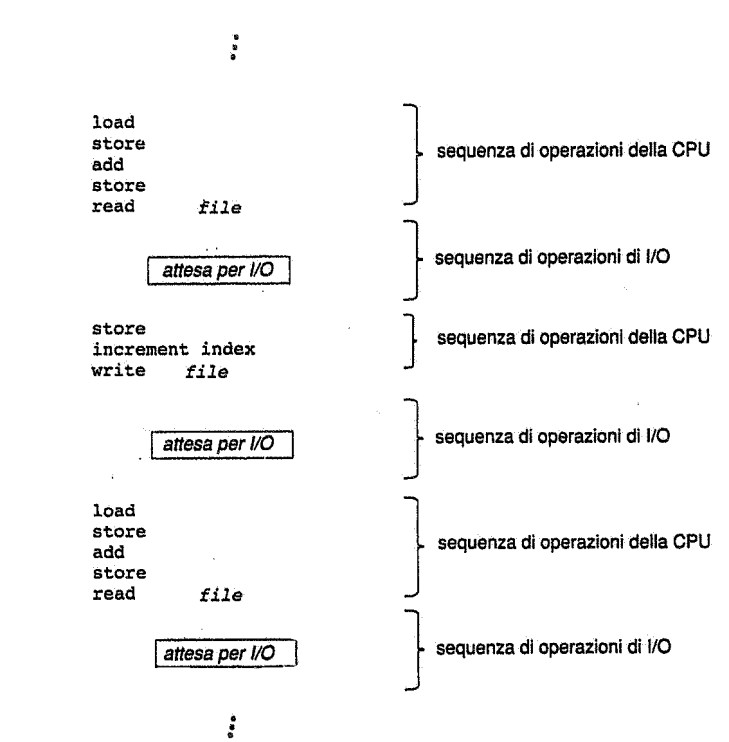 load
store
add
store
read file
sequenza di operazioni della CPU
attesa per I/O
sequenza di operazioni di I/O
store
increment index
write file
sequenza di operazioni della CPU
attesa per I/O
sequenza di operazioni di I/O
load
store
add
store
read file
sequenza di operazioni della CPU
attesa per I/O
sequenza di operazioni di I/O